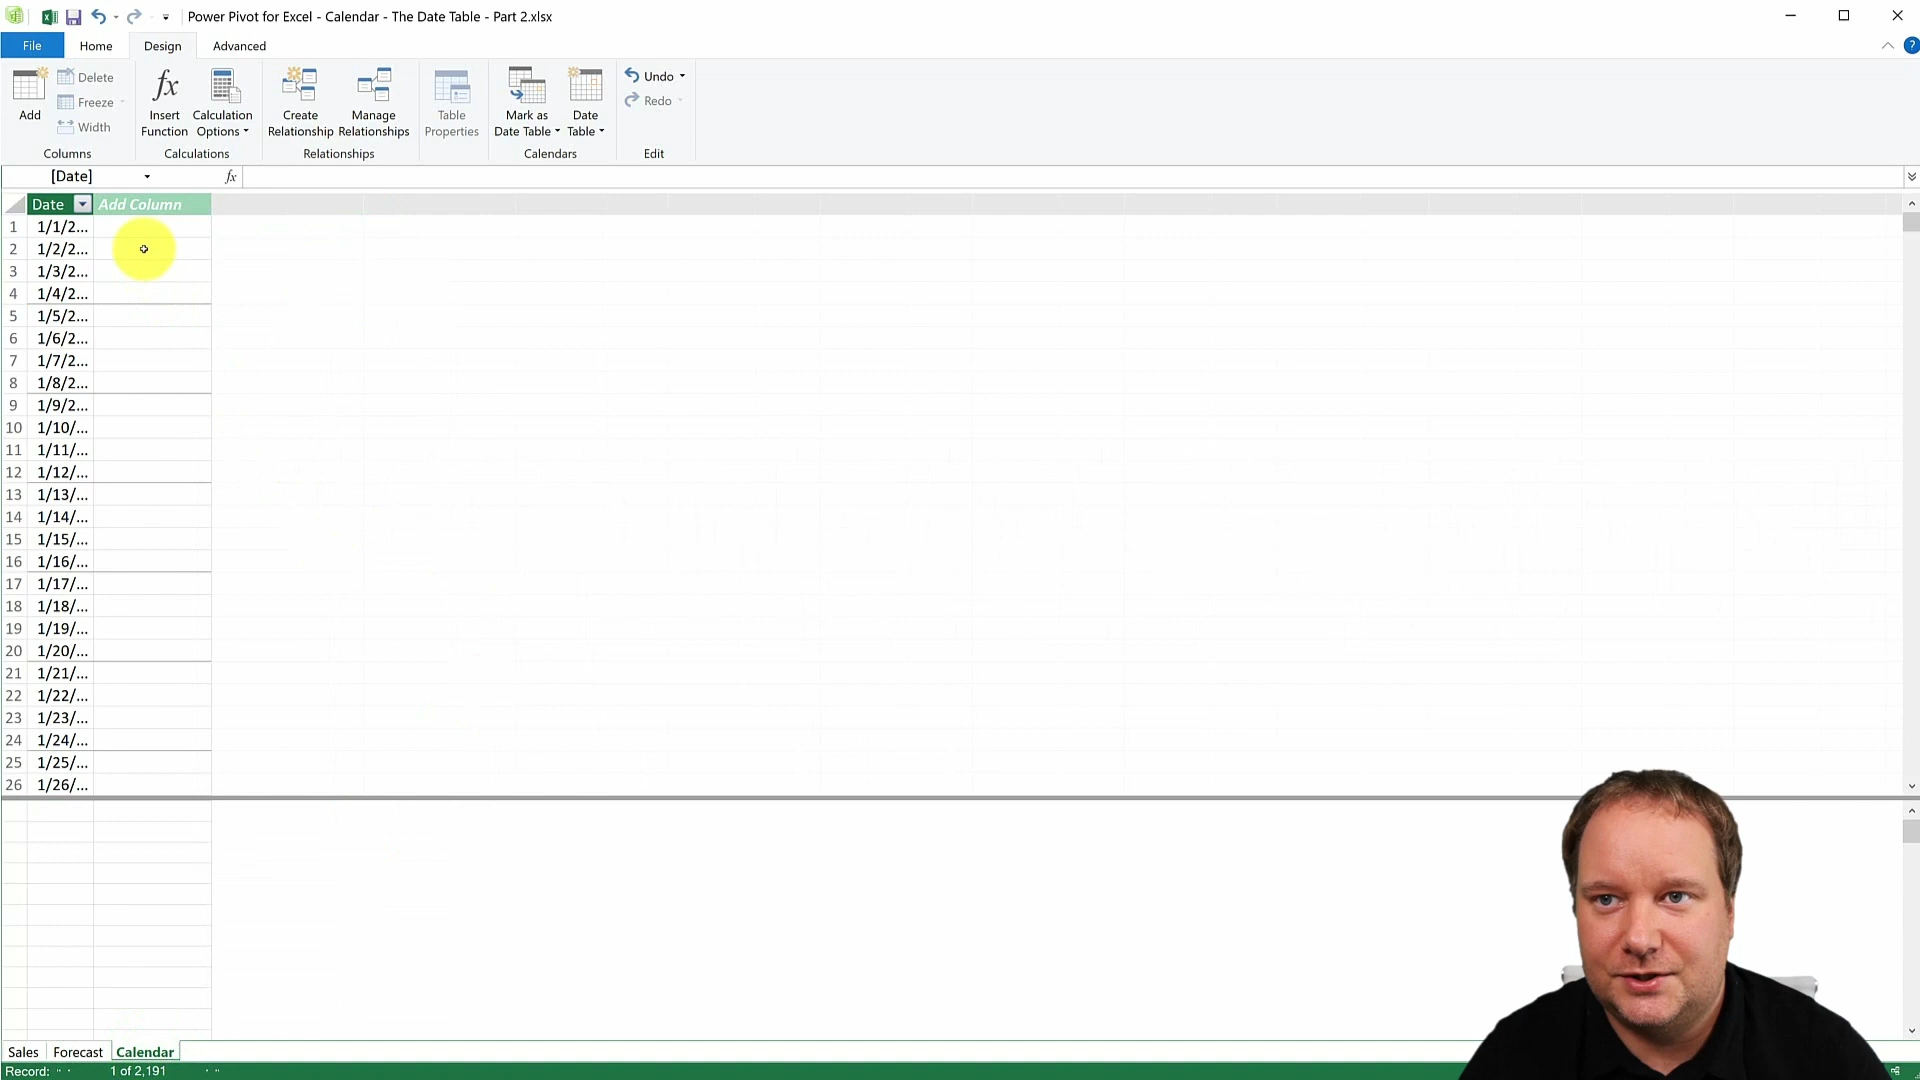 Power Pivot for Excel - Calendar - The Date Table - Part 2.xlsx
File Home Design Advanced
Add
Delete
Freeze
Width
Columns
Insert Function
Calculation Options
Calculations
Create Relationship
Manage Relationships
Relationships
Table Properties
Mark as Date Table
Date Table
Calendars
Undo
Redo
Edit
[Date] fx
Date Add Column
1 1/1/2...
2 1/2/2...
3 1/3/2...
4 1/4/2...
5 1/5/2...
6 1/6/2...
7 1/7/2...
8 1/8/2...
9 1/9/2...
10 1/10/...
11 1/11/...
12 1/12/...
13 1/13/...
14 1/14/...
15 1/15/...
16 1/16/...
17 1/17/...
18 1/18/...
19 1/19/...
20 1/20/...
21 1/21/...
22 1/22/...
23 1/23/...
24 1/24/...
25 1/25/...
26 1/26/...
Sales Forecast Calendar
Record: 1 of 2,191